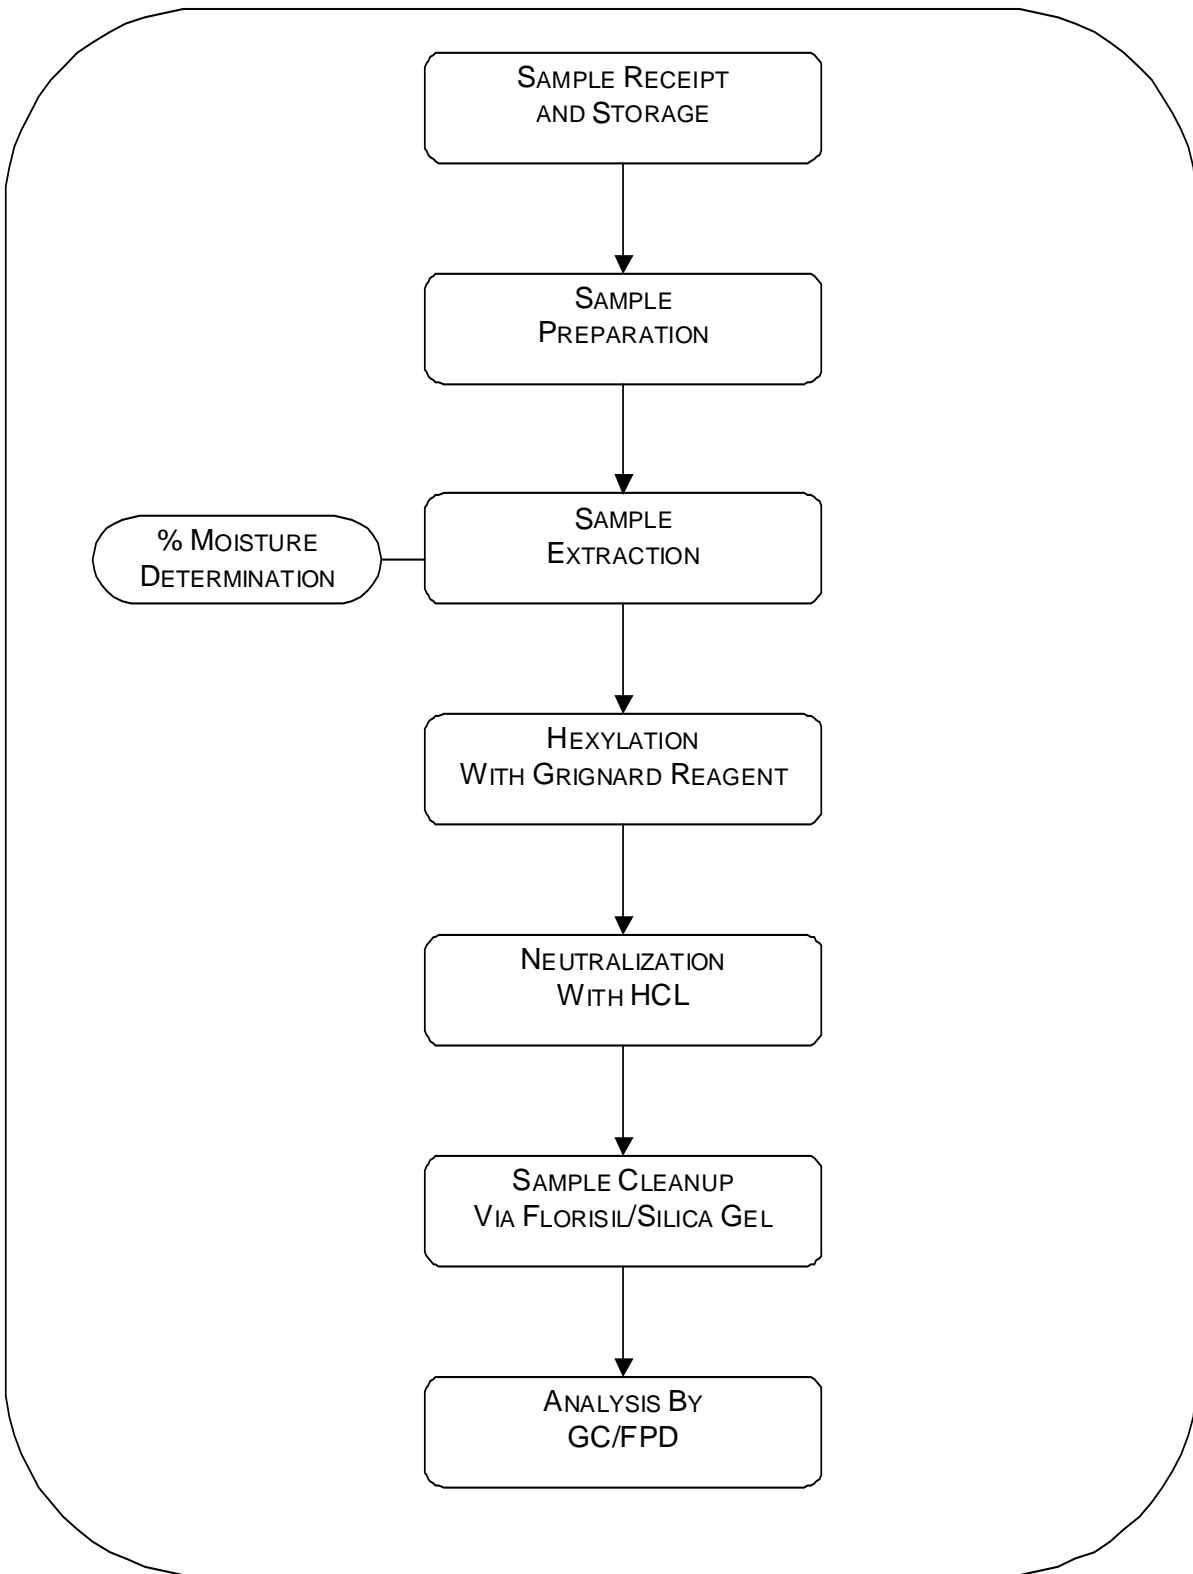 SAMPLE RECEIPT
AND STORAGE
SAMPLE
PREPARATION
% MOISTURE
DETERMINATION
SAMPLE
EXTRACTION
HEXYLATION
WITH GRIGNARD REAGENT
NEUTRALIZATION
WITH HCL
SAMPLE CLEANUP
VIA FLORISIL/SILICA GEL
ANALYSIS BY
GC/FPD